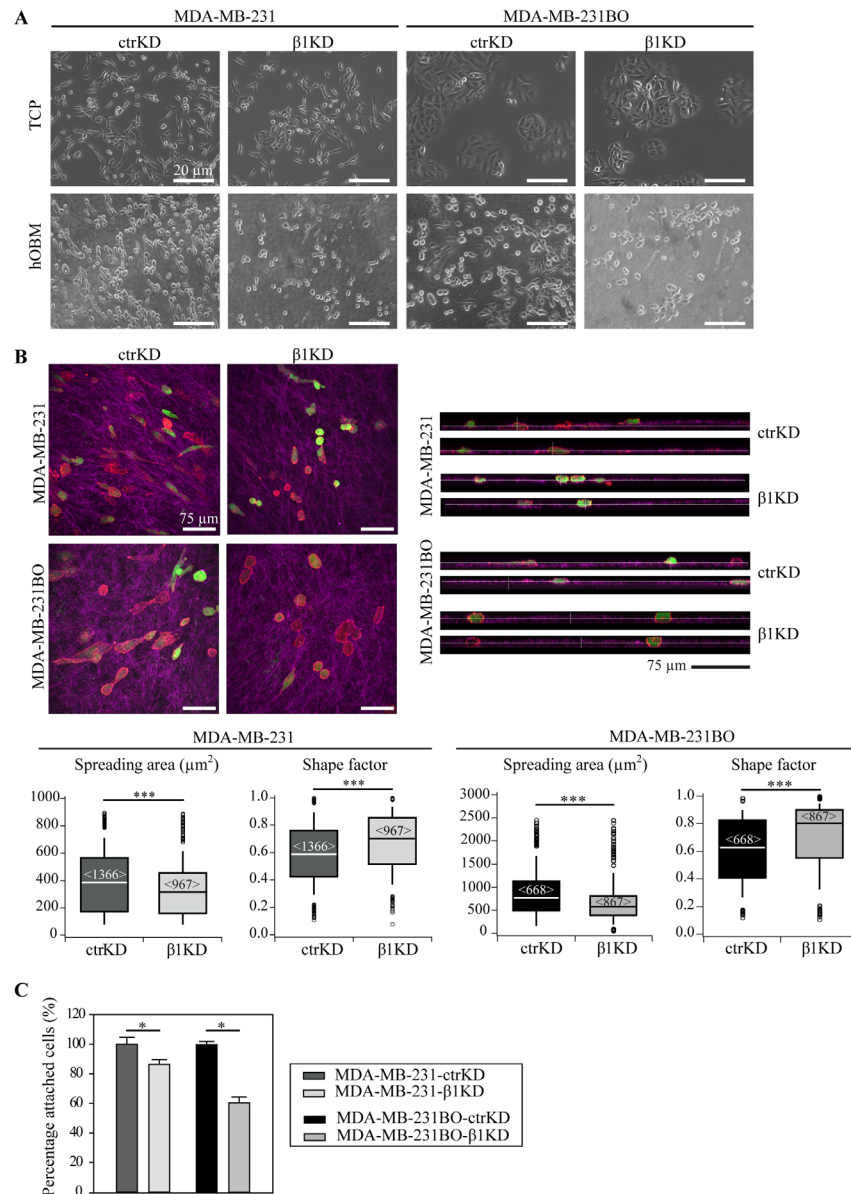 A
MDA-MB-231
MDA-MB-231BO
ctrKD
β1KD
ctrKD
β1KD
TCP
20 µm
hOBM
B
ctrKD
β1KD
MDA-MB-231
75 µm
MDA-MB-231BO
MDA-MB-231
ctrKD
β1KD
MDA-MB-231BO
ctrKD
β1KD
75 µm
MDA-MB-231
MDA-MB-231BO
Spreading area (µm²)
Shape factor
Spreading area (µm²)
Shape factor
***
1000
800
600
400
200
0
<1366>
<967>
ctrKD
β1KD
***
1.0
0.8
0.6
0.4
0.2
0.0
<1366>
<967>
ctrKD
β1KD
***
3000
2500
2000
1500
1000
500
0
<668>
<867>
ctrKD
β1KD
***
1.0
0.8
0.6
0.4
0.2
0.0
<668>
<867>
ctrKD
β1KD
C
Percentage attached cells (%)
120
100
80
60
40
20
0
*
*
MDA-MB-231-ctrKD
MDA-MB-231-β1KD
MDA-MB-231BO-ctrKD
MDA-MB-231BO-β1KD